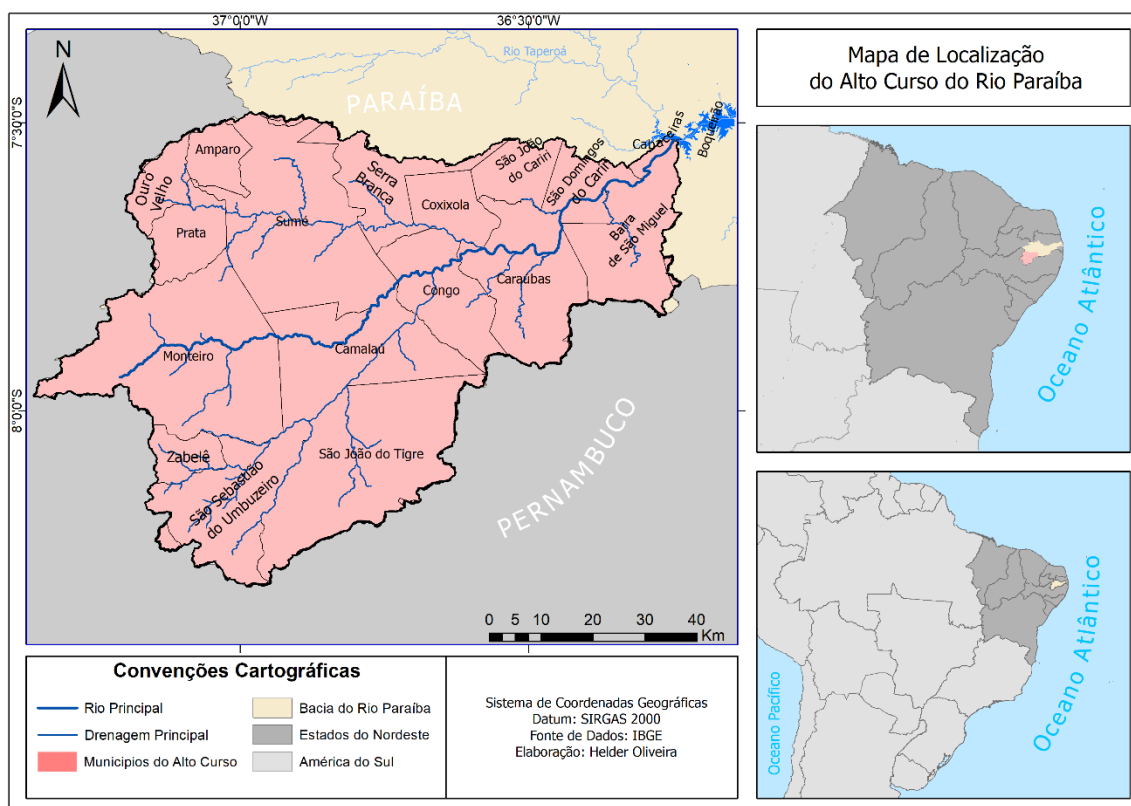 37°0'0"W
36°30'0"W
N
Rio Taperoá
PARAÍBA
7°30'0"S
Cabaceiras
Boqueirão
Amparo
São João
do Cariri
São Domingos
do Cariri
Ouro
Velho
Serra
Branca
Coxixola
Sumé
Prata
Barra
de São Miguel
Caraúbas
Congo
Monteiro
Camalaú
8°0'0"S
Zabelê
São João do Tigre
São Sebastião
do Umbuzeiro
PERNAMBUCO
0 5 10 20 30 40
Km
Mapa de Localização
do Alto Curso do Rio Paraíba
Oceano Atlântico
Oceano Atlântico
Oceano Pacífico
Convenções Cartográficas
Rio Principal
Drenagem Principal
Municipios do Alto Curso
Bacia do Rio Paraíba
Estados do Nordeste
América do Sul
Sistema de Coordenadas Geográficas
Datum: SIRGAS 2000
Fonte de Dados: IBGE
Elaboração: Helder Oliveira